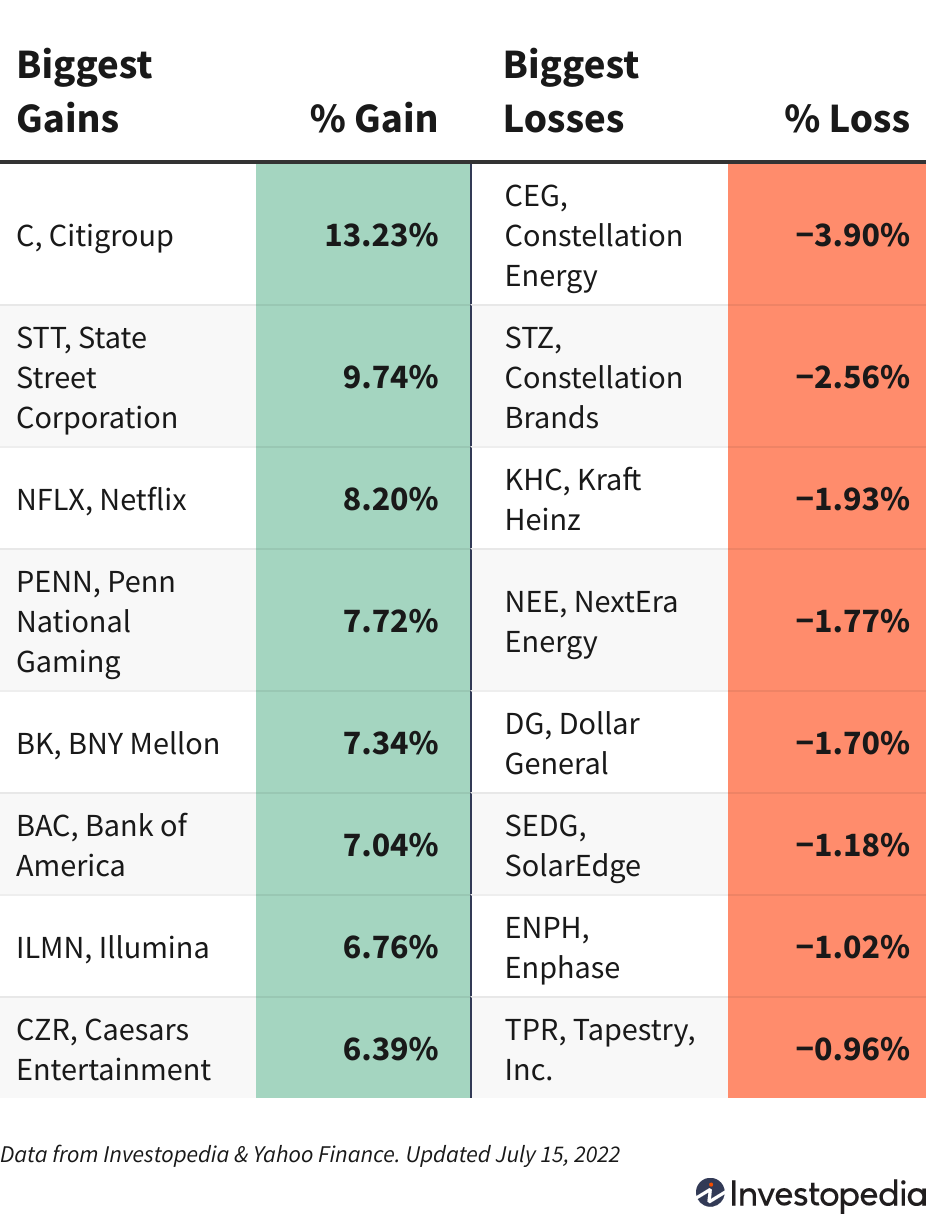 Biggest
Gains
% Gain
Biggest
Losses
% Loss
C, Citigroup
13.23%
CEG,
Constellation
Energy
−3.90%
STT, State
Street
Corporation
9.74%
STZ,
Constellation
Brands
−2.56%
NFLX, Netflix
8.20%
KHC, Kraft
Heinz
−1.93%
PENN, Penn
National
Gaming
7.72%
NEE, NextEra
Energy
−1.77%
BK, BNY Mellon
7.34%
DG, Dollar
General
−1.70%
BAC, Bank of
America
7.04%
SEDG,
SolarEdge
−1.18%
ILMN, Illumina
6.76%
ENPH,
Enphase
−1.02%
CZR, Caesars
Entertainment
6.39%
TPR, Tapestry,
Inc.
−0.96%
Data from Investopedia & Yahoo Finance. Updated July 15, 2022
Investopedia